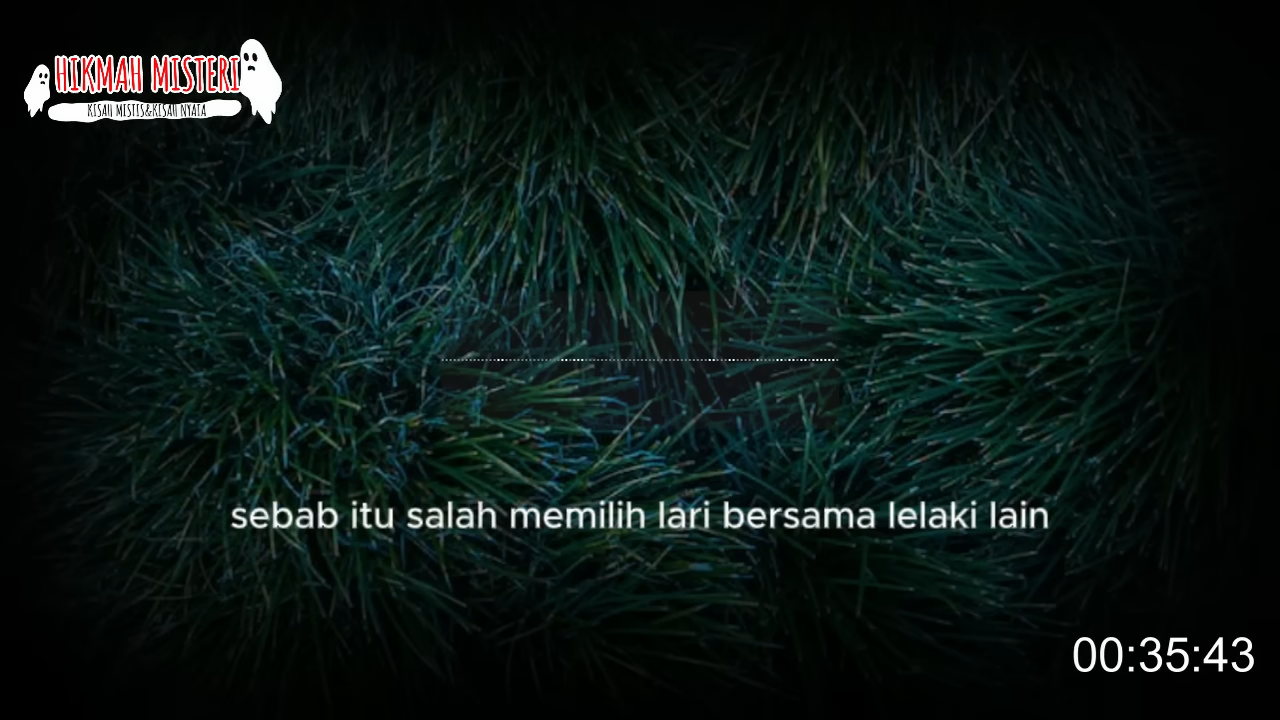 HIKMAH MISTERI
KISAH MISTIS&KISAH NYATA
sebab itu salah memilih lari bersama lelaki lain
00:35:43